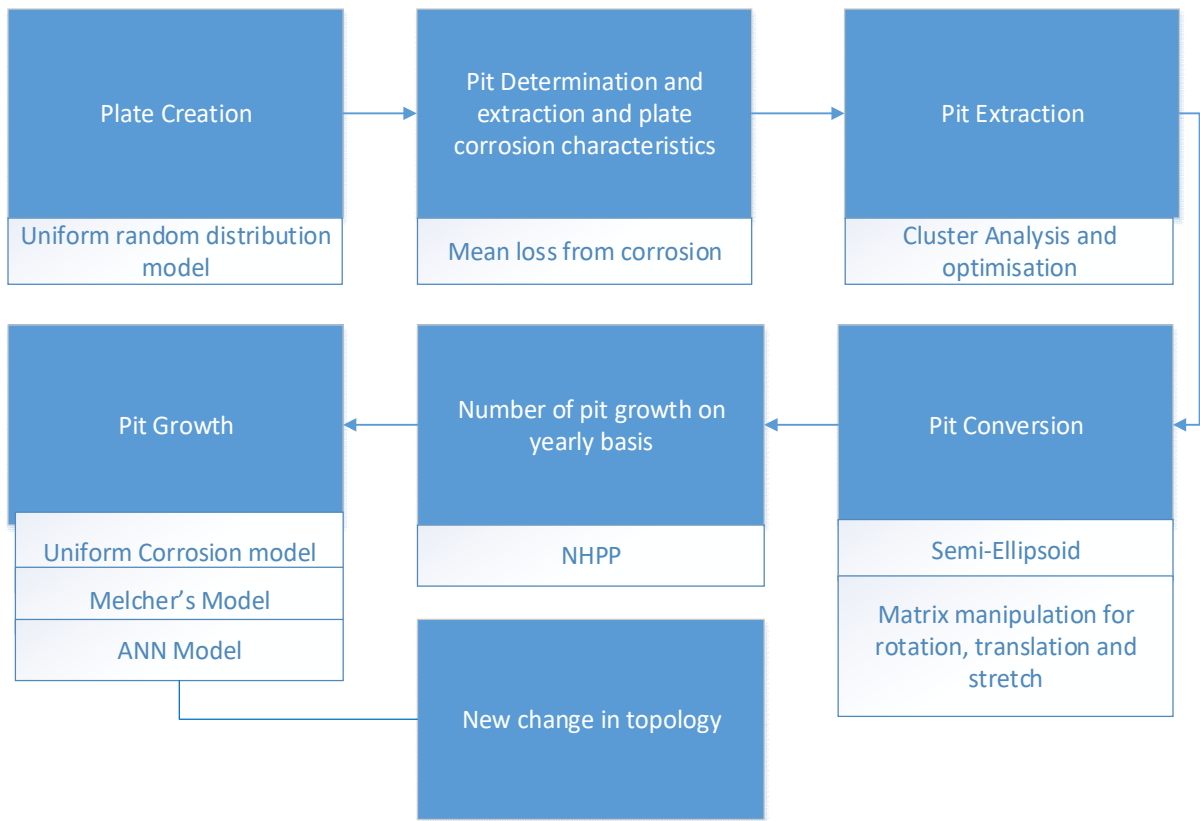 Plate Creation
Uniform random distribution
model
Pit Determination and
extraction and plate
corrosion characteristics
Mean loss from corrosion
Pit Extraction
Cluster Analysis and
optimisation
Pit Conversion
Semi-Ellipsoid
Matrix manipulation for
rotation, translation and
stretch
Number of pit growth on
yearly basis
NHPP
Pit Growth
Uniform Corrosion model
Melcher’s Model
ANN Model
New change in topology